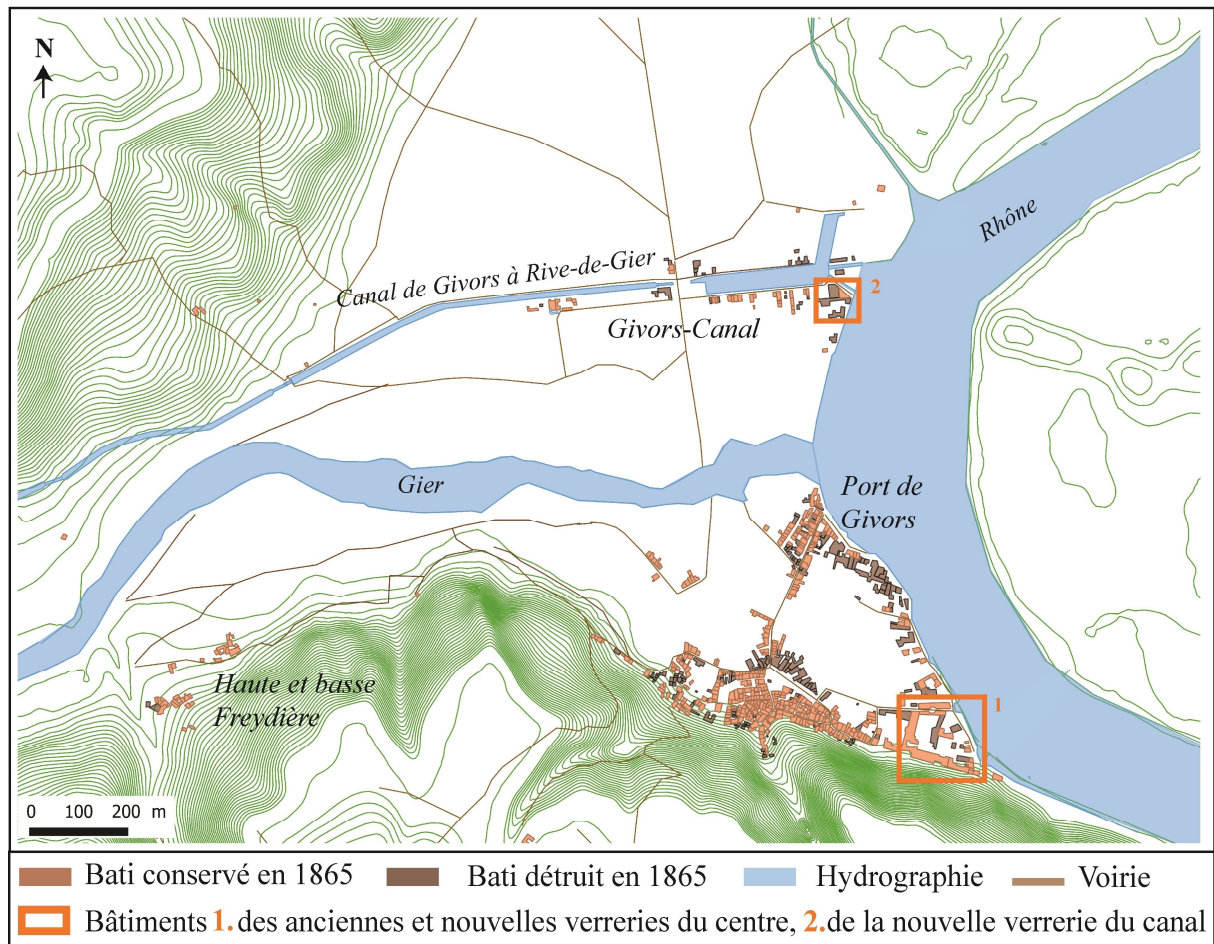 N
Rhône
Canal de Givors à Rive-de-Gier
2
Givors-Canal
Gier
Port de
Givors
Haute et basse
Freydière
1
0 100 200 m
Bati conservé en 1865 Bati détruit en 1865 Hydrographie Voirie
Bâtiments 1. des anciennes et nouvelles verreries du centre, 2. de la nouvelle verrerie du canal